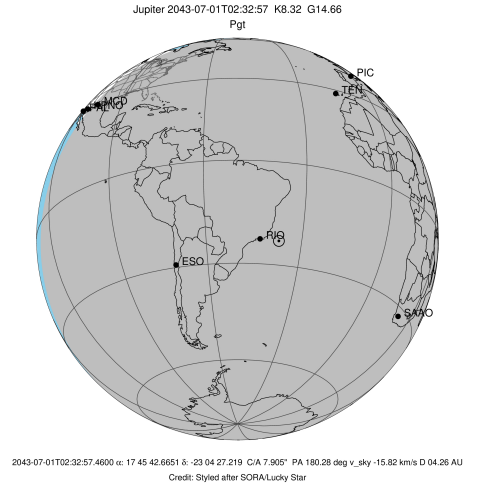 Jupiter 2043-07-01T02:32:57 K8.32 G14.66
Pgt
PIC
TEN
MCD
RIO
ESO
SAAO
2043-07-01T02:32:57.4600 α: 17 45 42.6651 δ: -23 04 27.219 C/A 7.905" PA 180.28 deg v_sky -15.82 km/s D 04.26 AU
Credit: Styled after SORA/Lucky Star